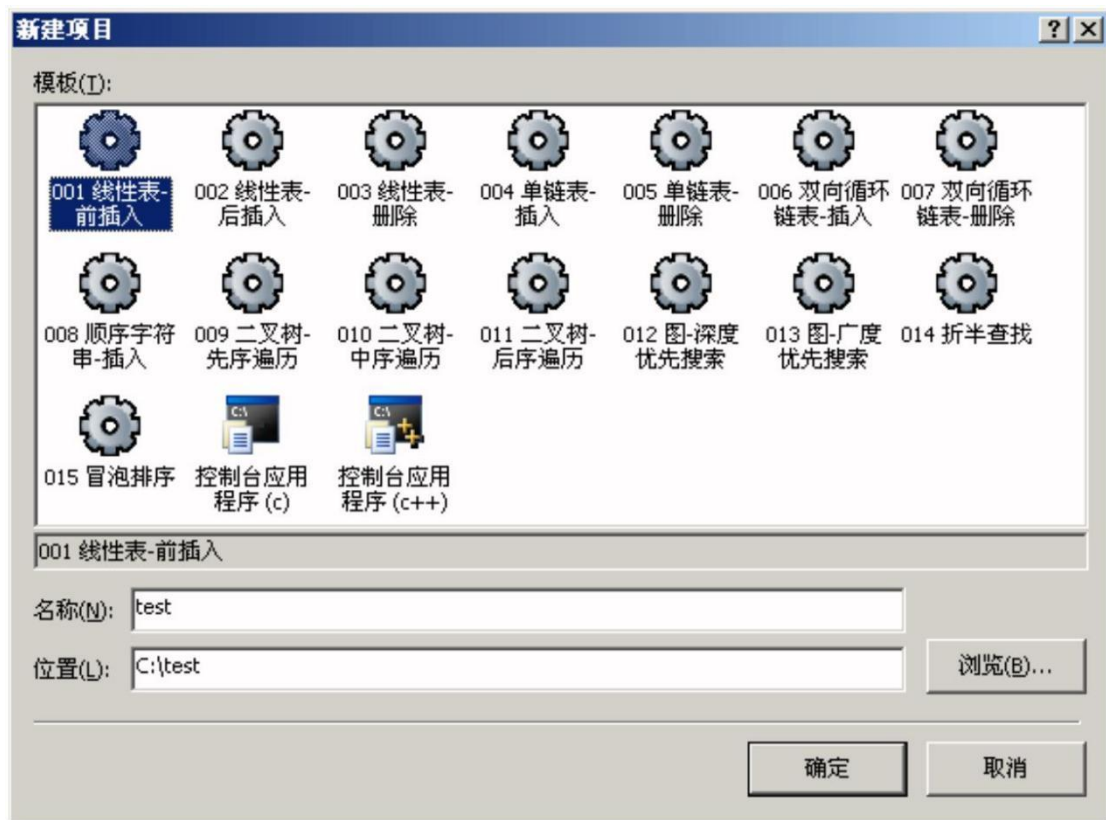 新建项目
模板(T):
001 线性表-
前插入
002 线性表-
后插入
003 线性表-
删除
004 单链表-
插入
005 单链表-
删除
006 双向循环
链表-插入
007 双向循环
链表-删除
008 顺序字符
串-插入
009 二叉树-
先序遍历
010 二叉树-
中序遍历
011 二叉树-
后序遍历
012 图-深度
优先搜索
013 图-广度
优先搜索
014 折半查找
015 冒泡排序
C:\
控制台应用
程序 (c)
C:\
控制台应用
程序 (c++)
001 线性表-前插入
名称(N):
test
位置(L):
C:\test
浏览(B)...
确定
取消